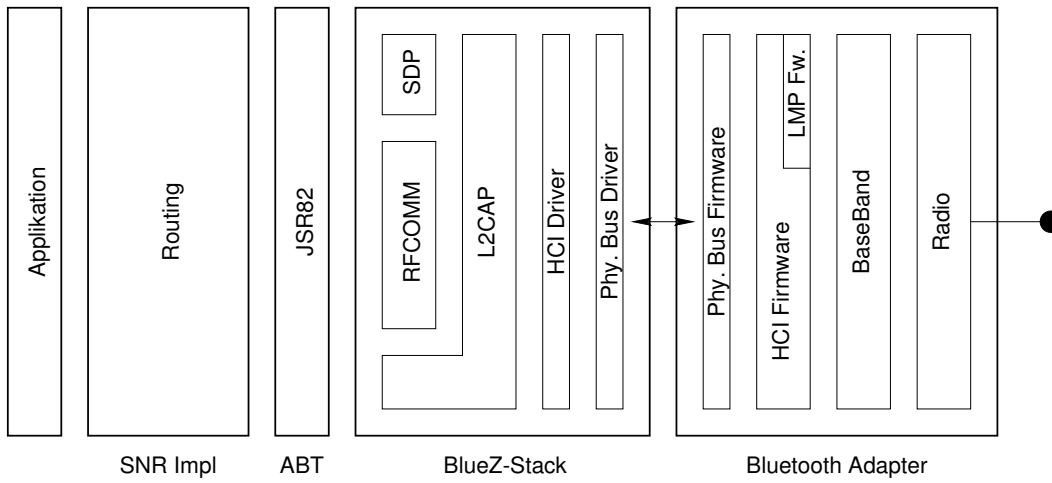 Applikation
Routing
JSR82
SDP
RFCOMM
L2CAP
HCI Driver
Phy. Bus Driver
Phy. Bus Firmware
HCI Firmware
LMP Fw.
BaseBand
Radio
SNR Impl
ABT
BlueZ-Stack
Bluetooth Adapter